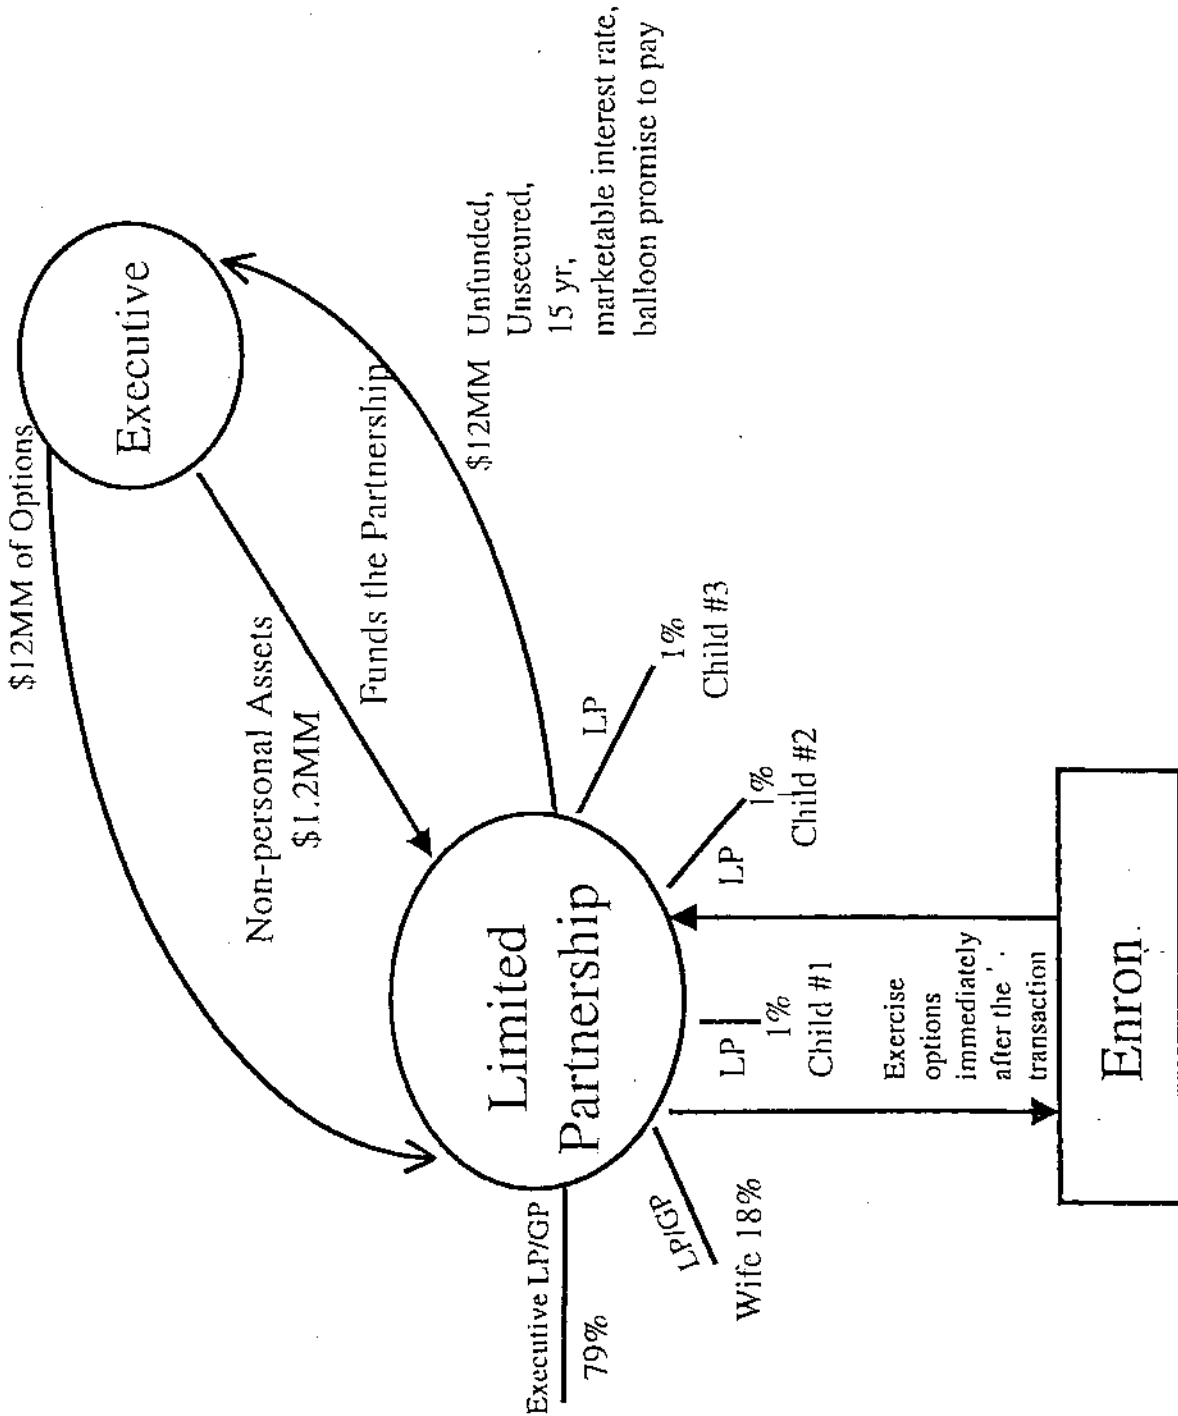 $12MM of Options
Executive
Non-personal Assets
$1.2MM
Funds the Partnership
$12MM Unfunded,
Unsecured,
15 yr,
marketable interest rate,
balloon promise to pay
Limited
Partnership
Executive LP/GP
79%
LP/GP
Wife 18%
LP
1%
Child #1
LP
1%
Child #2
LP
1%
Child #3
Exercise
options
immediately
after the
transaction
Enron